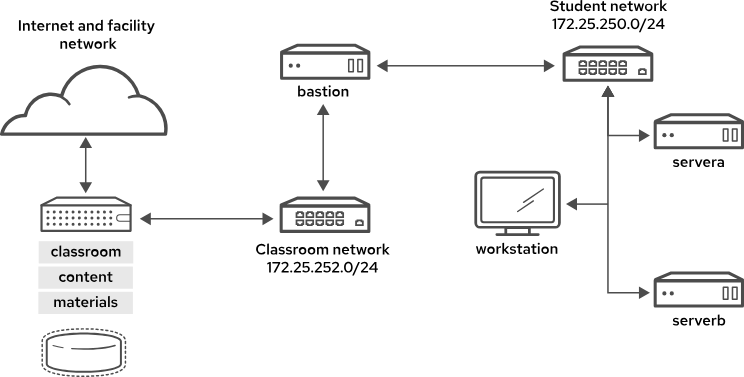 Internet and facility
network
Student network
172.25.250.0/24
bastion
servera
classroom
content
materials
Classroom network
172.25.252.0/24
workstation
serverb